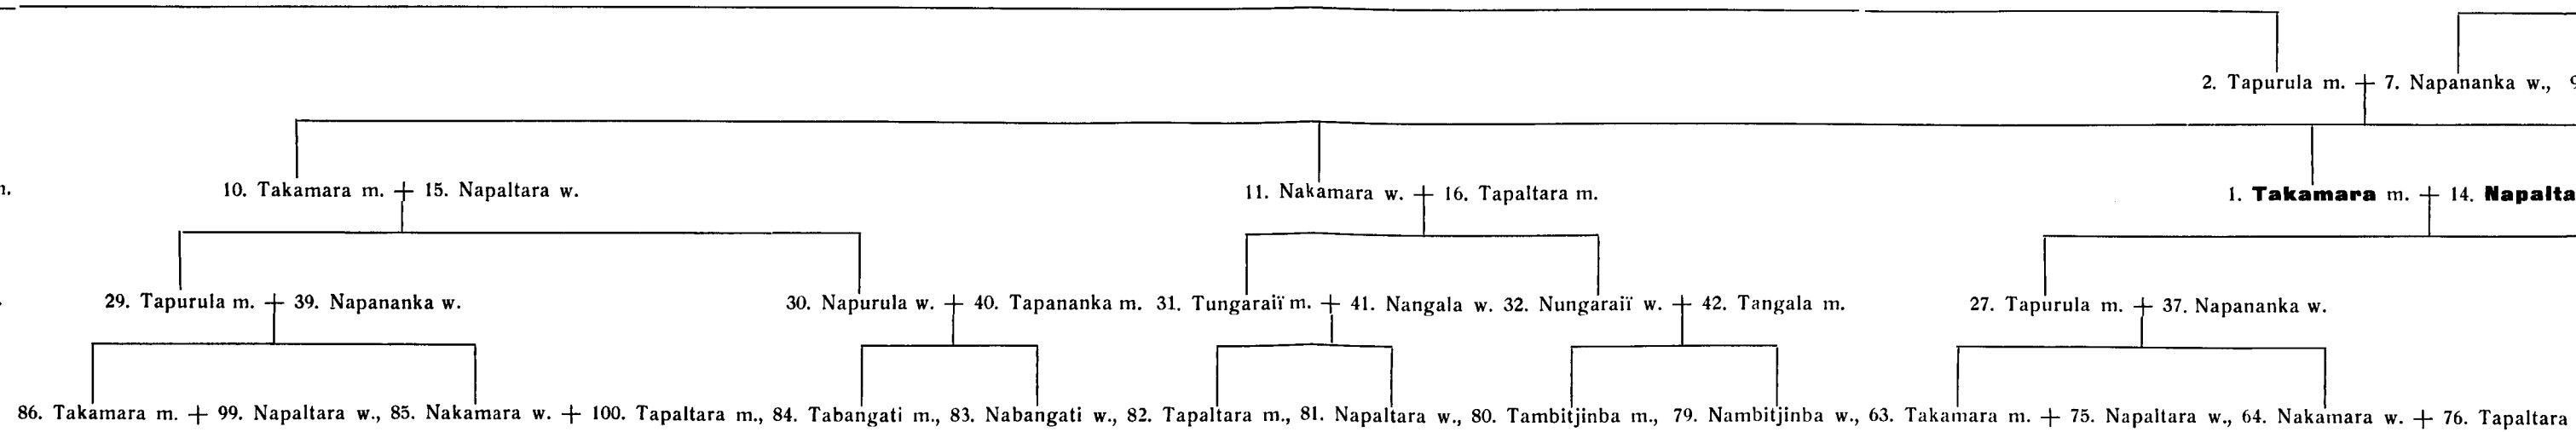 2. Tapurula m. + 7. Napananka w.,
10. Takamara m. + 15. Napaltara w. 11. Nakamara w. + 16. Tapaltara m. 1. Takamara m. + 14. Napalta
29. Tapurula m. + 39. Napananka w. 30. Napurula w. + 40. Tapananka m. 31. Tungaraiï m. + 41. Nangala w. 32. Nungaraiï w. + 42. Tangala m. 27. Tapurula m. + 37. Napananka w.
86. Takamara m. + 99. Napaltara w., 85. Nakamara w. + 100. Tapaltara m., 84. Tabangati m., 83. Nabangati w., 82. Tapaltara m., 81. Napaltara w., 80. Tambitjinba m., 79. Nambitjinba w., 63. Takamara m. + 75. Napaltara w., 64. Nakamara w. + 76. Tapaltara